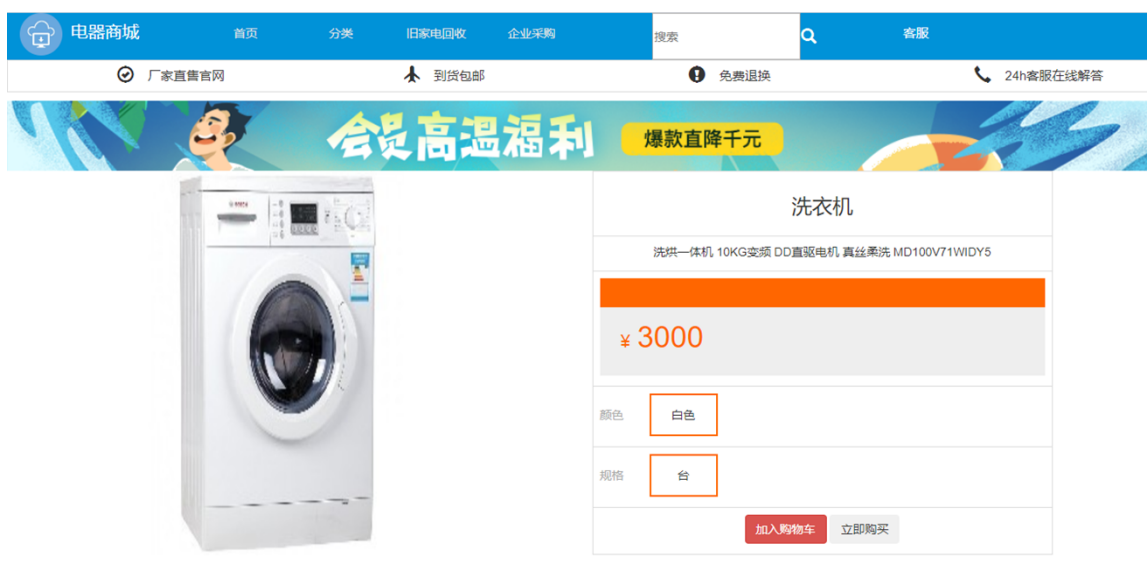 电器商城 首页 分类 旧家电回收 企业采购 搜索 客服
厂家直售官网 到货包邮 免费退换 24h客服在线解答
会员高温福利 爆款直降千元
洗衣机
洗烘一体机 10KG变频 DD直驱电机 真丝柔洗 MD100V71WIDY5
¥ 3000
颜色 白色
规格 台
加入购物车 立即购买